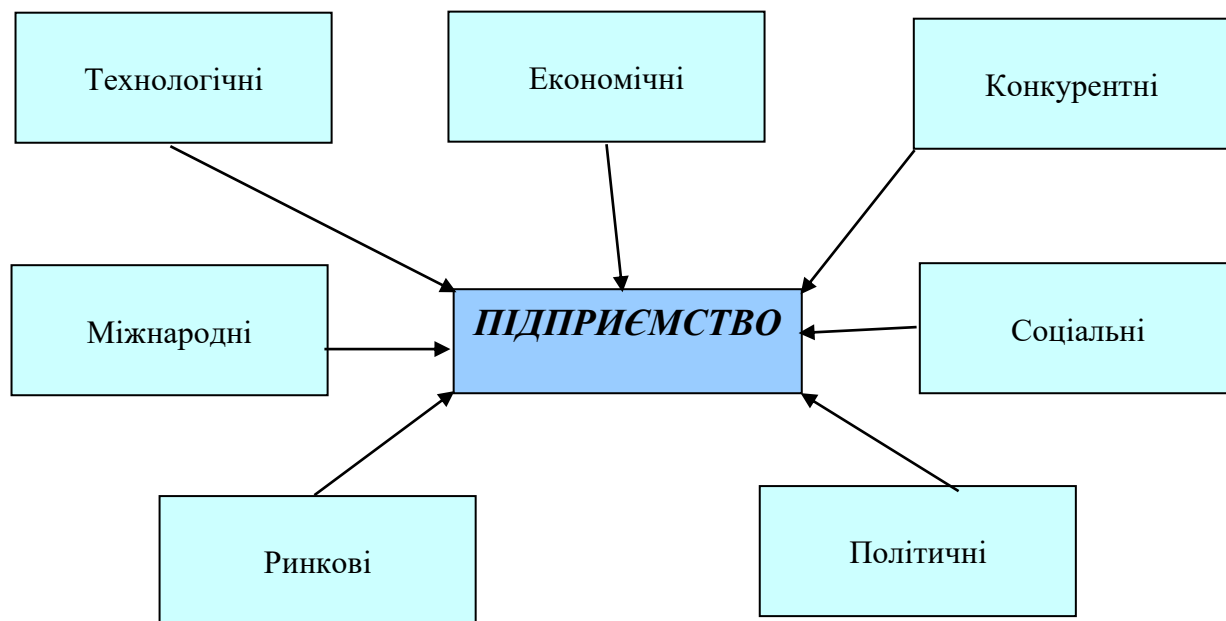 Технологічні
Економічні
Конкурентні
Міжнародні
ПІДПРИЄМСТВО
Соціальні
Ринкові
Політичні